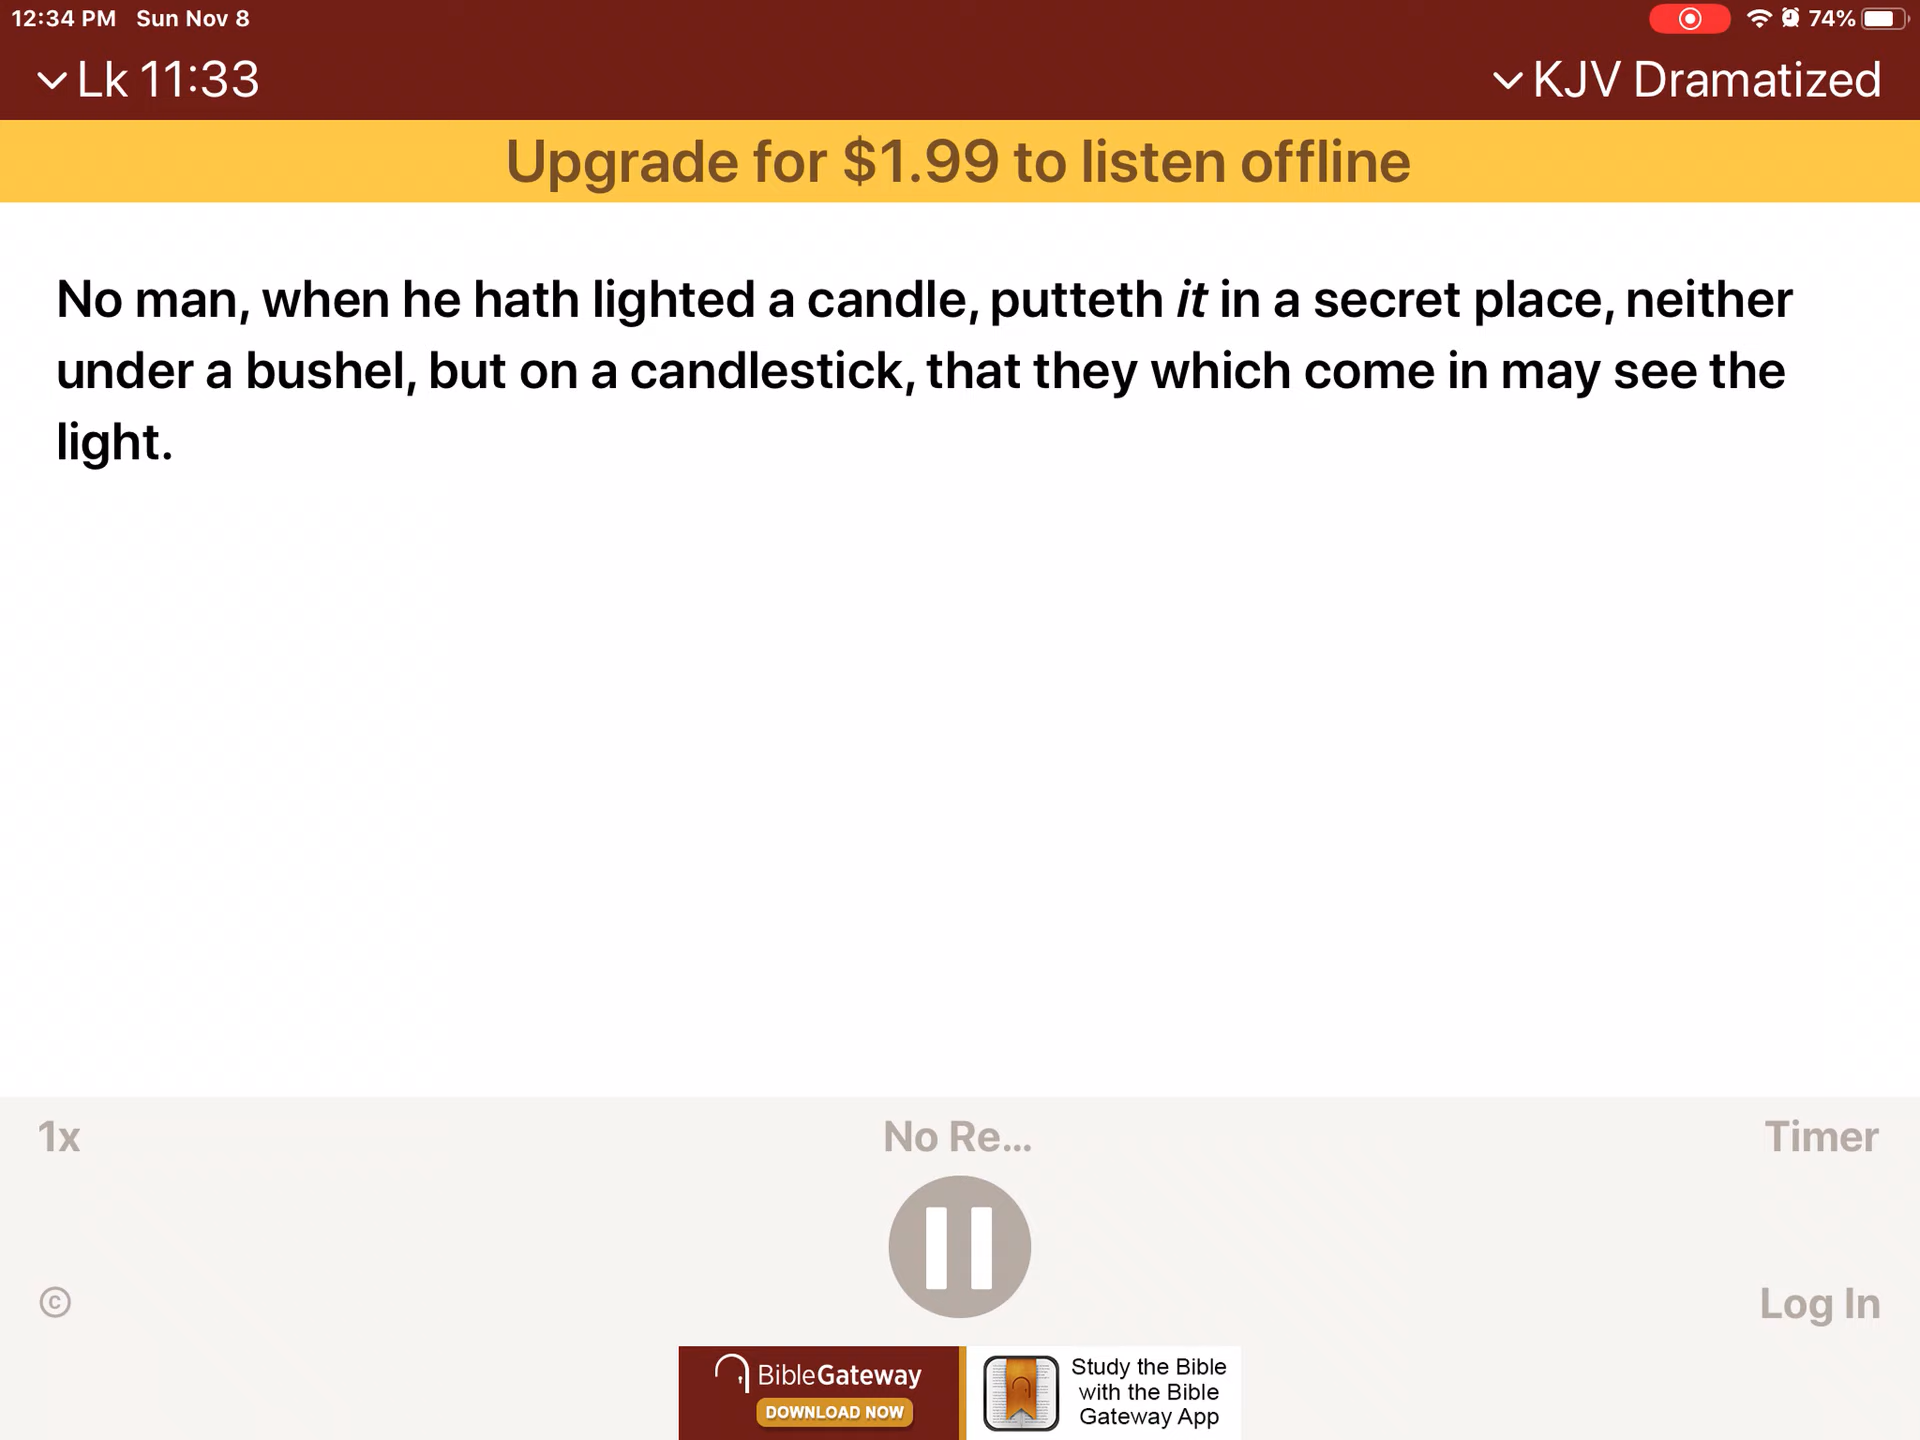 12:34 PM Sun Nov 8 74%
Lk 11:33 KJV Dramatized
Upgrade for $1.99 to listen offline
No man, when he hath lighted a candle, putteth it in a secret place, neither
under a bushel, but on a candlestick, that they which come in may see the
light.
1x No Re... Timer
© Log In
BibleGateway
DOWNLOAD NOW
Study the Bible
with the Bible
Gateway App